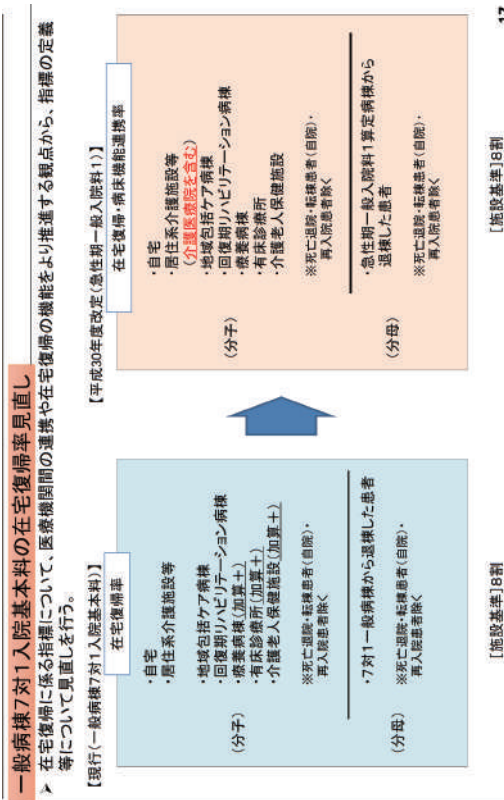 一般病棟7対1入院基本料の在宅復帰率見直し
➢ 在宅復帰に係る指標について、医療機関間の連携や在宅復帰の機能をより推進する観点から、指標の定義
等について見直しを行う。
【現行(一般病棟7対1入院基本料)】
在宅復帰率
(分子)
・自宅
・居住系介護施設等
・地域包括ケア病棟
・回復期リハビリテーション病棟
・療養病棟(加算+)
・有床診療所(加算+)
・介護老人保健施設(加算+)
※死亡退院・転棟患者(自院)・
再入院患者除く
(分母)
・7対1一般病棟から退棟した患者
※死亡退院・転棟患者(自院)・
再入院患者除く
[施設基準]8割
【平成30年度改定(急性期一般入院料1)】
在宅復帰・病床機能連携率
(分子)
・自宅
・居住系介護施設等
(介護医療院を含む)
・地域包括ケア病棟
・回復期リハビリテーション病棟
・療養病棟
・有床診療所
・介護老人保健施設
※死亡退院・転棟患者(自院)・
再入院患者除く
(分母)
・急性期一般入院料1算定病棟から
退棟した患者
※死亡退院・転棟患者(自院)・
再入院患者除く
[施設基準]8割
17